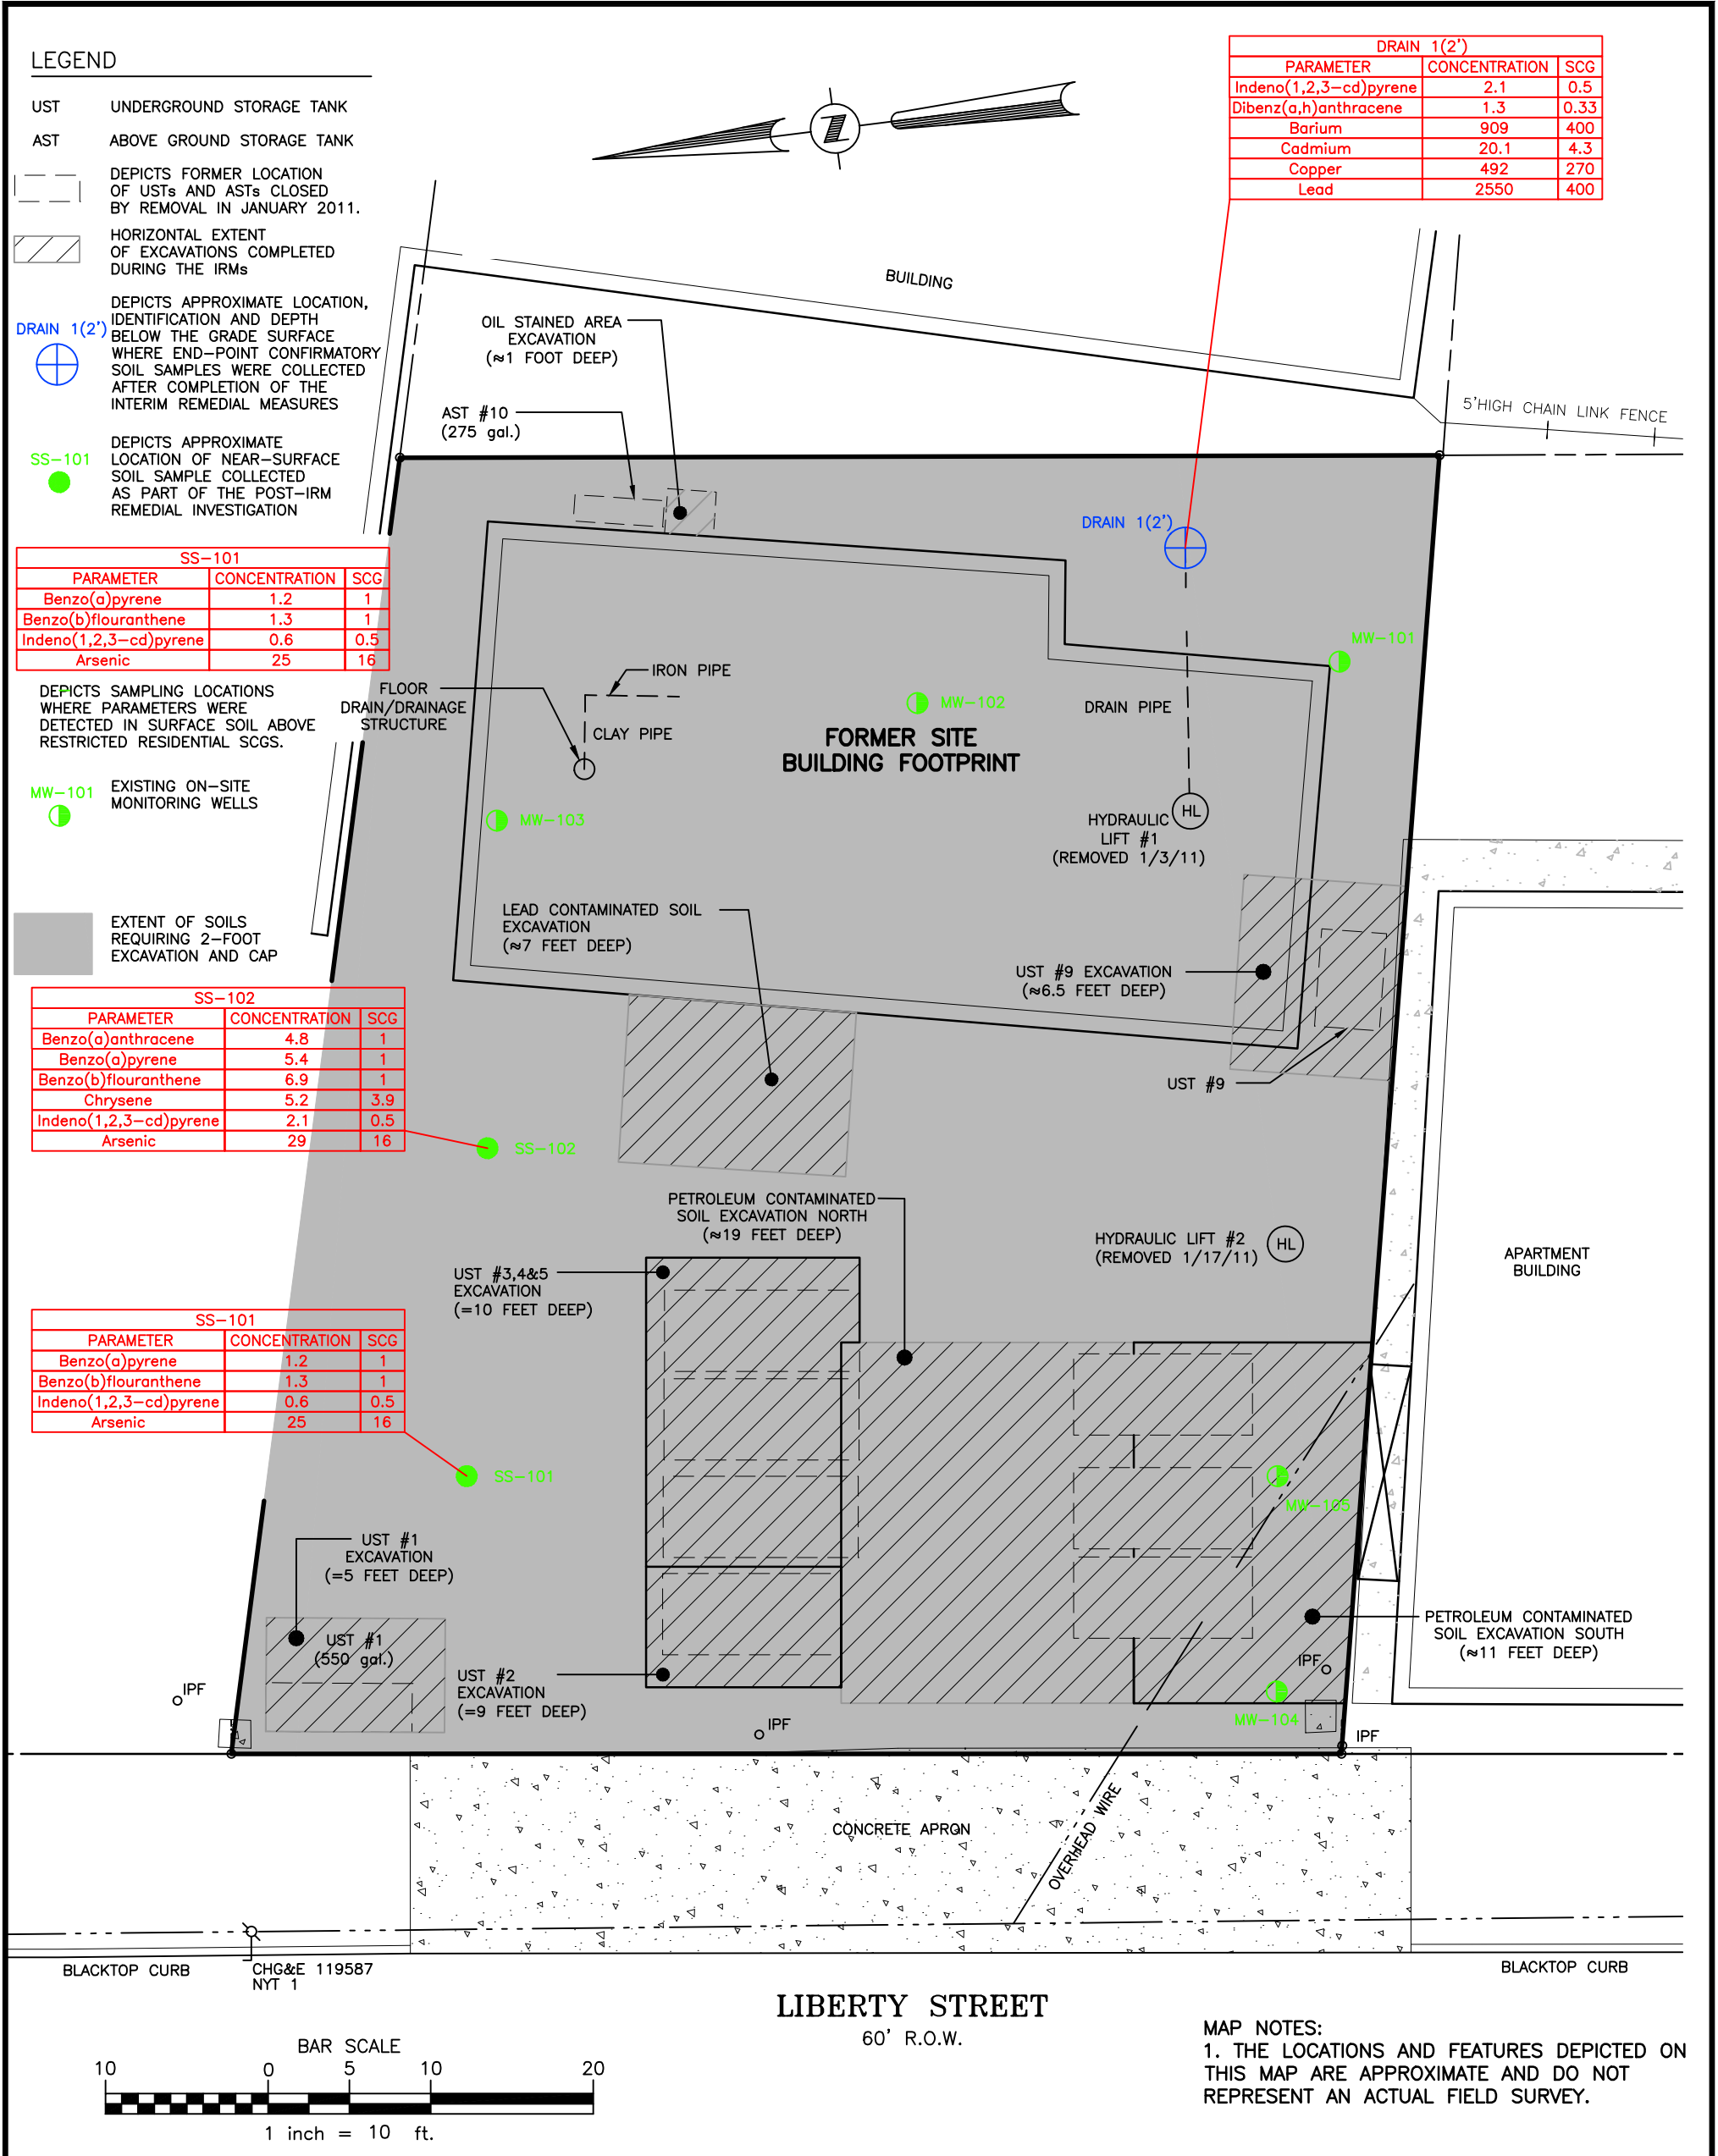 LEGEND
UST UNDERGROUND STORAGE TANK
AST ABOVE GROUND STORAGE TANK
DEPICTS FORMER LOCATION
OF USTs AND ASTs CLOSED
BY REMOVAL IN JANUARY 2011.
HORIZONTAL EXTENT
OF EXCAVATIONS COMPLETED
DURING THE IRMs
DRAIN 1(2')
DEPICTS APPROXIMATE LOCATION,
IDENTIFICATION AND DEPTH
BELOW THE GRADE SURFACE
WHERE END-POINT CONFIRMATORY
SOIL SAMPLES WERE COLLECTED
AFTER COMPLETION OF THE
INTERIM REMEDIAL MEASURES
SS-101
DEPICTS APPROXIMATE
LOCATION OF NEAR-SURFACE
SOIL SAMPLE COLLECTED
AS PART OF THE POST-IRM
REMEDIAL INVESTIGATION
SS-101
PARAMETER CONCENTRATION SCG
Benzo(a)pyrene 1.2 1
Benzo(b)flouranthene 1.3 1
Indeno(1,2,3-cd)pyrene 0.6 0.5
Arsenic 25 16
DEPICTS SAMPLING LOCATIONS
WHERE PARAMETERS WERE
DETECTED IN SURFACE SOIL ABOVE
RESTRICTED RESIDENTIAL SCGS.
MW-101
EXISTING ON-SITE
MONITORING WELLS
EXTENT OF SOILS
REQUIRING 2-FOOT
EXCAVATION AND CAP
SS-102
PARAMETER CONCENTRATION SCG
Benzo(a)anthracene 4.8 1
Benzo(a)pyrene 5.4 1
Benzo(b)flouranthene 6.9 1
Chrysene 5.2 3.9
Indeno(1,2,3-cd)pyrene 2.1 0.5
Arsenic 29 16
SS-101
PARAMETER CONCENTRATION SCG
Benzo(a)pyrene 1.2 1
Benzo(b)flouranthene 1.3 1
Indeno(1,2,3-cd)pyrene 0.6 0.5
Arsenic 25 16
Z
DRAIN 1(2')
PARAMETER CONCENTRATION SCG
Indeno(1,2,3-cd)pyrene 2.1 0.5
Dibenz(a,h)anthracene 1.3 0.33
Barium 909 400
Cadmium 20.1 4.3
Copper 492 270
Lead 2550 400
BUILDING
OIL STAINED AREA
EXCAVATION
(≈1 FOOT DEEP)
AST #10
(275 gal.)
5'HIGH CHAIN LINK FENCE
DRAIN 1(2')
MW-101
IRON PIPE
FLOOR
DRAIN/DRAINAGE
STRUCTURE
CLAY PIPE
MW-102
DRAIN PIPE
FORMER SITE
BUILDING FOOTPRINT
MW-103
HL
HYDRAULIC
LIFT #1
(REMOVED 1/3/11)
LEAD CONTAMINATED SOIL
EXCAVATION
(≈7 FEET DEEP)
UST #9 EXCAVATION
(≈6.5 FEET DEEP)
UST #9
SS-102
PETROLEUM CONTAMINATED
SOIL EXCAVATION NORTH
(≈19 FEET DEEP)
HYDRAULIC LIFT #2
(REMOVED 1/17/11)
HL
APARTMENT
BUILDING
UST #3,4&5
EXCAVATION
(=10 FEET DEEP)
SS-101
MW-105
UST #1
EXCAVATION
(=5 FEET DEEP)
UST #1
(550 gal.)
PETROLEUM CONTAMINATED
SOIL EXCAVATION SOUTH
(≈11 FEET DEEP)
UST #2
EXCAVATION
(=9 FEET DEEP)
IPF
IPF
IPF
MW-104
IPF
CONCRETE APRON
OVERHEAD WIRE
BLACKTOP CURB
CHG&E 119587
NYT 1
BLACKTOP CURB
LIBERTY STREET
60' R.O.W.
BAR SCALE
10 0 5 10 20
1 inch = 10 ft.
MAP NOTES:
1. THE LOCATIONS AND FEATURES DEPICTED ON
THIS MAP ARE APPROXIMATE AND DO NOT
REPRESENT AN ACTUAL FIELD SURVEY.